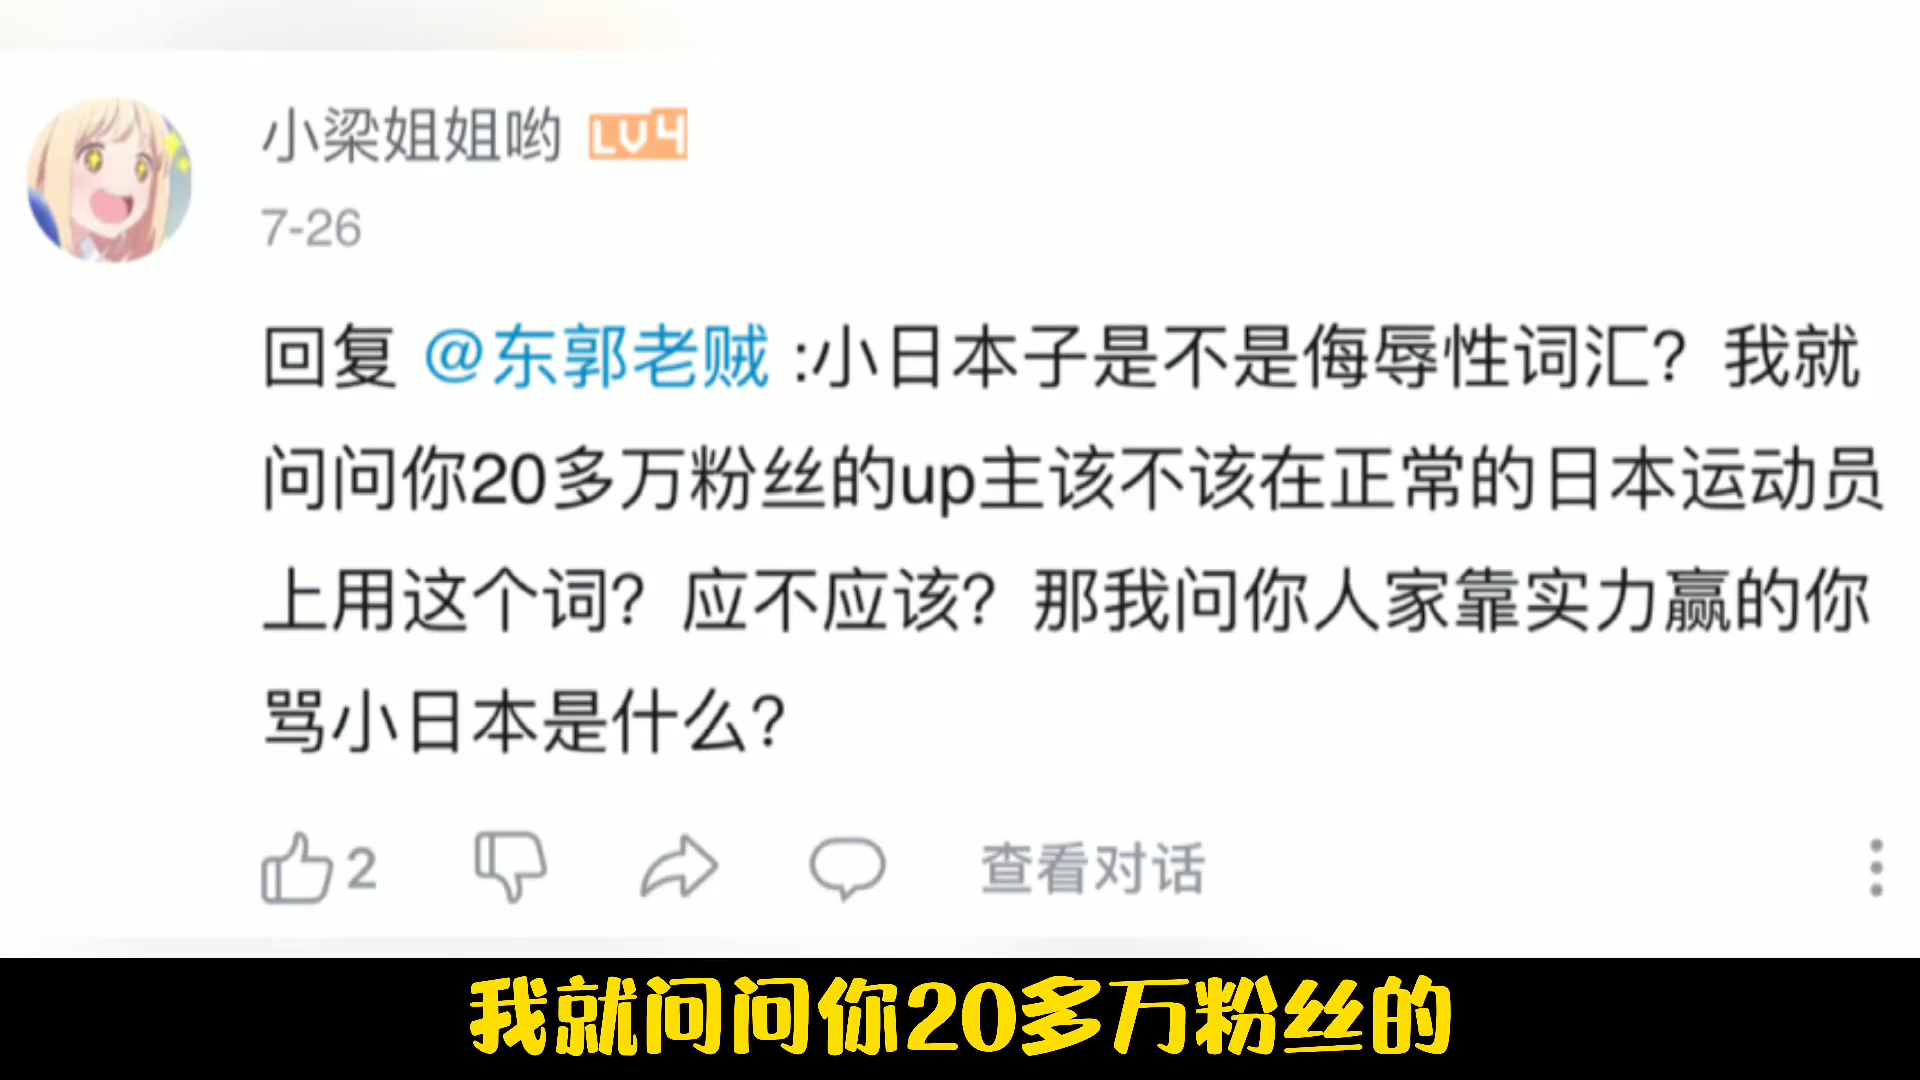 小梁姐姐哟 LV4
7-26
回复 @东郭老贼 :小日本子是不是侮辱性词汇？我就
问问你20多万粉丝的up主该不该在正常的日本运动员
上用这个词？应不应该？那我问你人家靠实力赢的你
骂小日本是什么？
2 查看对话
我就问问你20多万粉丝的